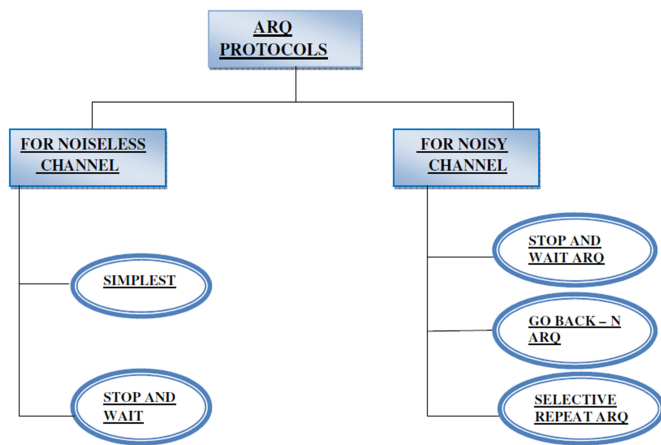 ARQ
PROTOCOLS
FOR NOISELESS
CHANNEL
FOR NOISY
CHANNEL
SIMPLEST
STOP AND
WAIT
STOP AND
WAIT ARQ
GO BACK – N
ARQ
SELECTIVE
REPEAT ARQ